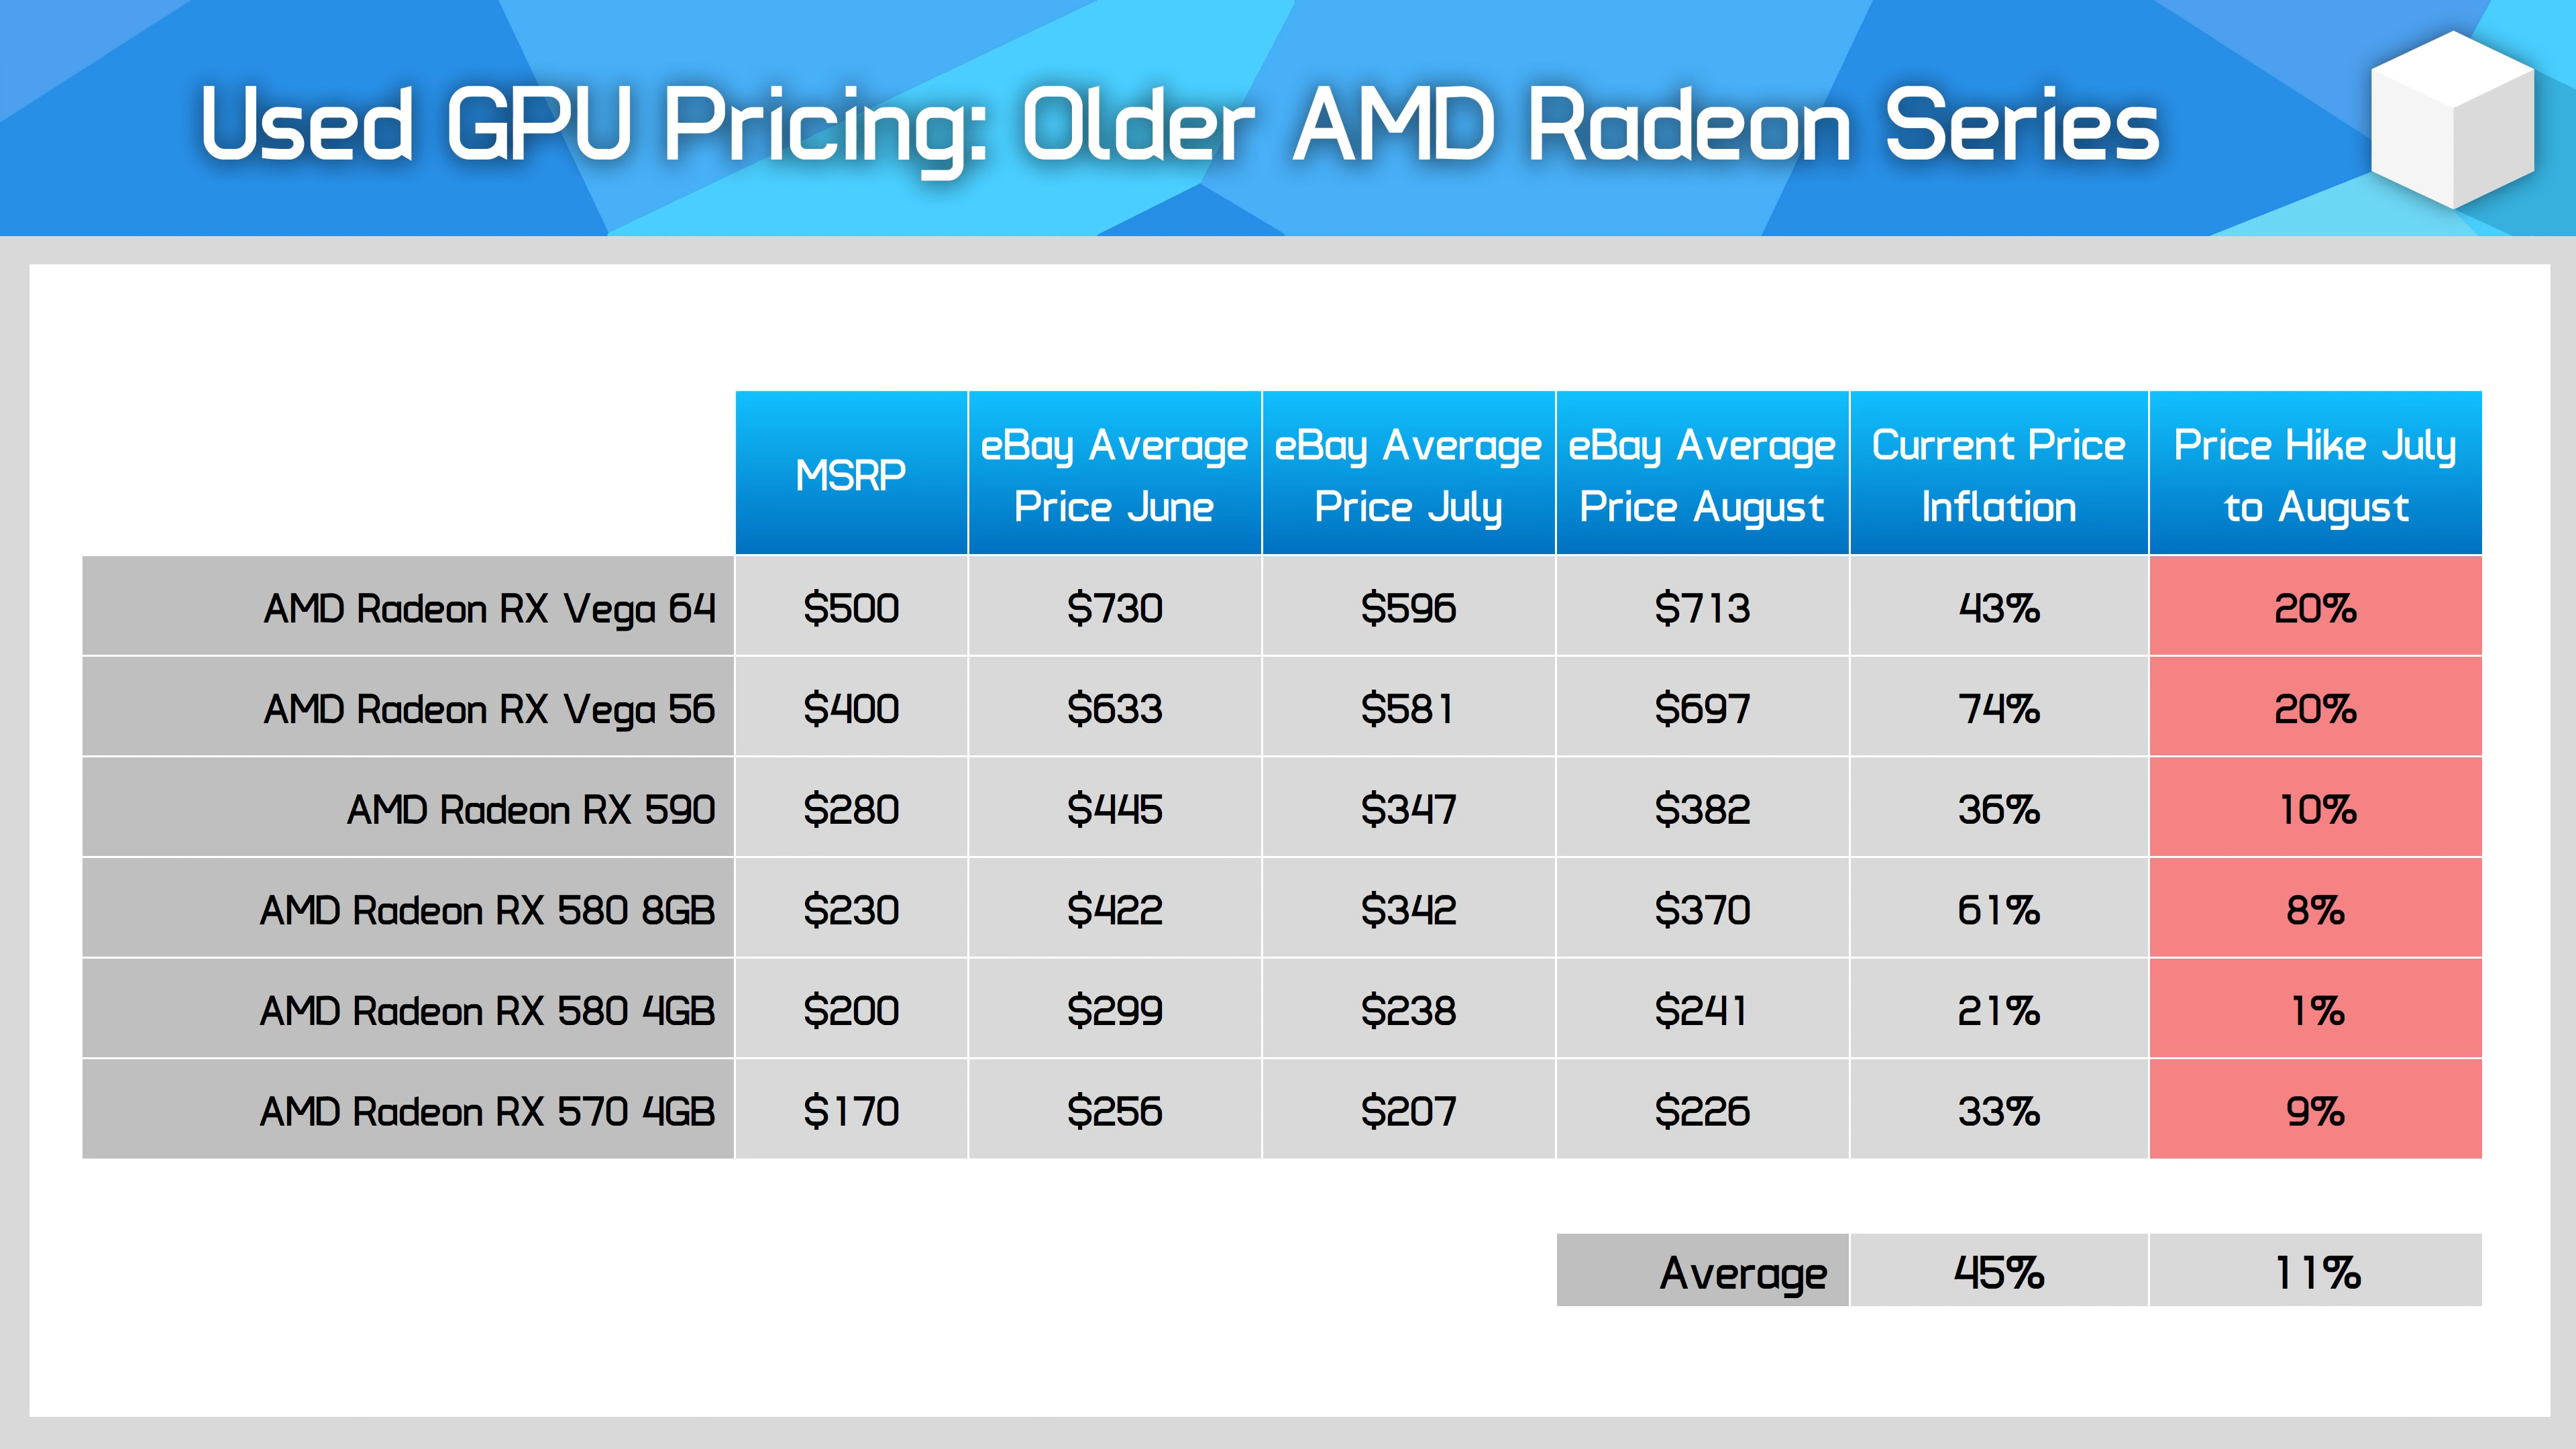 Used GPU Pricing: Older AMD Radeon Series
MSRP
eBay Average
Price June
eBay Average
Price July
eBay Average
Price August
Current Price
Inflation
Price Hike July
to August
AMD Radeon RX Vega 64 $500 $730 $596 $713 43% 20%
AMD Radeon RX Vega 56 $400 $633 $581 $697 74% 20%
AMD Radeon RX 590 $280 $445 $347 $382 36% 10%
AMD Radeon RX 580 8GB $230 $422 $342 $370 61% 8%
AMD Radeon RX 580 4GB $200 $299 $238 $241 21% 1%
AMD Radeon RX 570 4GB $170 $256 $207 $226 33% 9%
Average 45% 11%